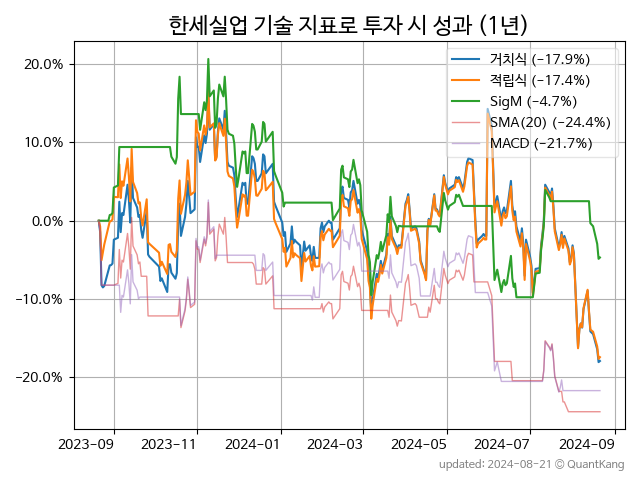 한세실업 기술 지표로 투자 시 성과 (1년)
거치식 (−17.9%)
적립식 (−17.4%)
SigM (−4.7%)
SMA(20) (−24.4%)
MACD (−21.7%)
20.0%
10.0%
0.0%
−10.0%
−20.0%
2023-09 2023-11 2024-01 2024-03 2024-05 2024-07 2024-09
updated: 2024-08-21 © QuantKang